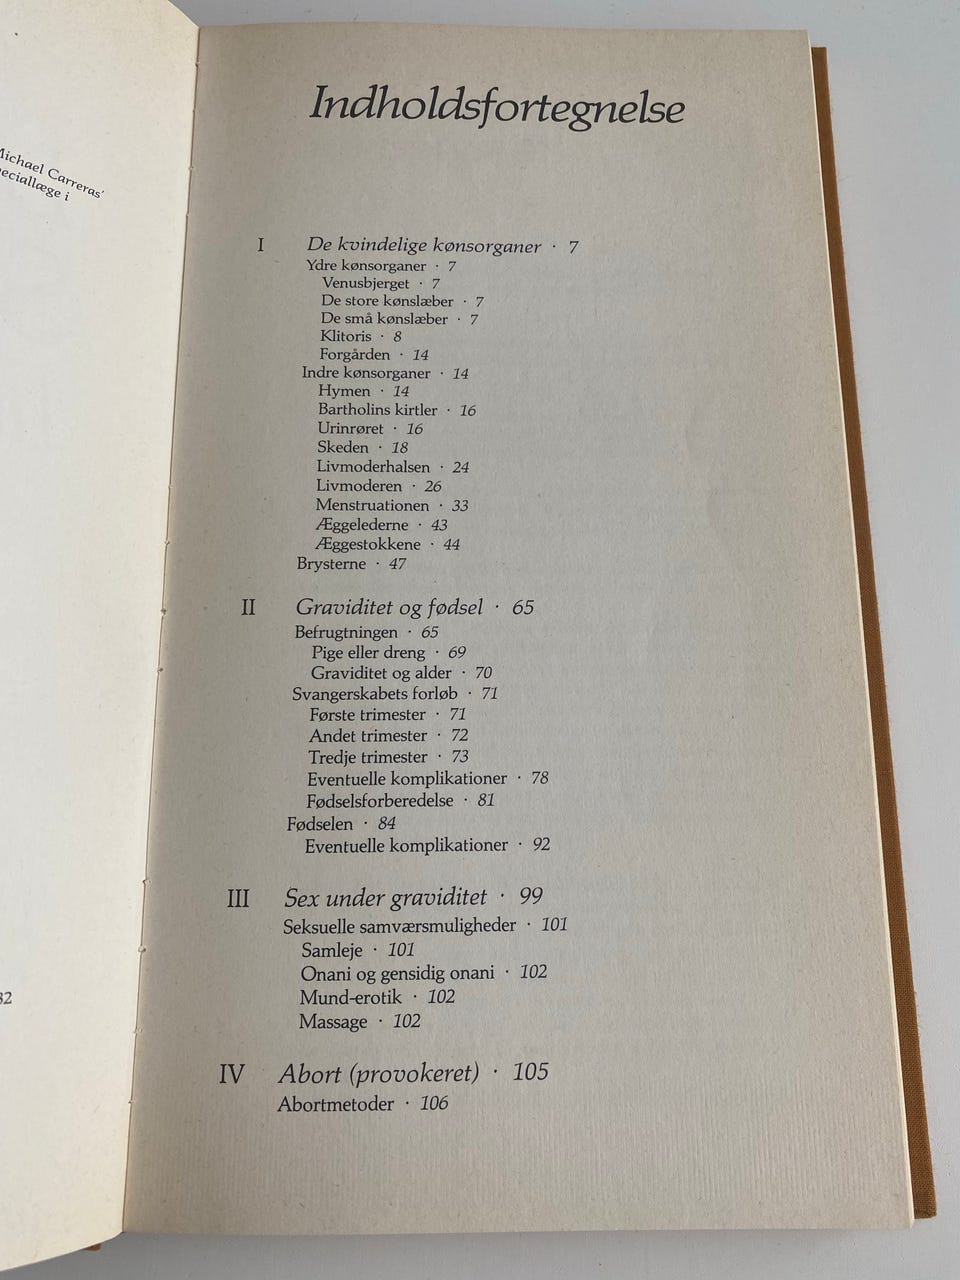 Michael Carreras'
eciallæge i
32
Indholdsfortegnelse
I De kvindelige kønsorganer · 7
Ydre kønsorganer · 7
Venusbjerget · 7
De store kønslæber · 7
De små kønslæber · 7
Klitoris · 8
Forgården · 14
Indre kønsorganer · 14
Hymen · 14
Bartholins kirtler · 16
Urinrøret · 16
Skeden · 18
Livmoderhalsen · 24
Livmoderen · 26
Menstruationen · 33
Æggelederne · 43
Æggestokkene · 44
Brysterne · 47
II Graviditet og fødsel · 65
Befrugtningen · 65
Pige eller dreng · 69
Graviditet og alder · 70
Svangerskabets forløb · 71
Første trimester · 71
Andet trimester · 72
Tredje trimester · 73
Eventuelle komplikationer · 78
Fødselsforberedelse · 81
Fødselen · 84
Eventuelle komplikationer · 92
III Sex under graviditet · 99
Seksuelle samværsmuligheder · 101
Samleje · 101
Onani og gensidig onani · 102
Mund-erotik · 102
Massage · 102
IV Abort (provokeret) · 105
Abortmetoder · 106